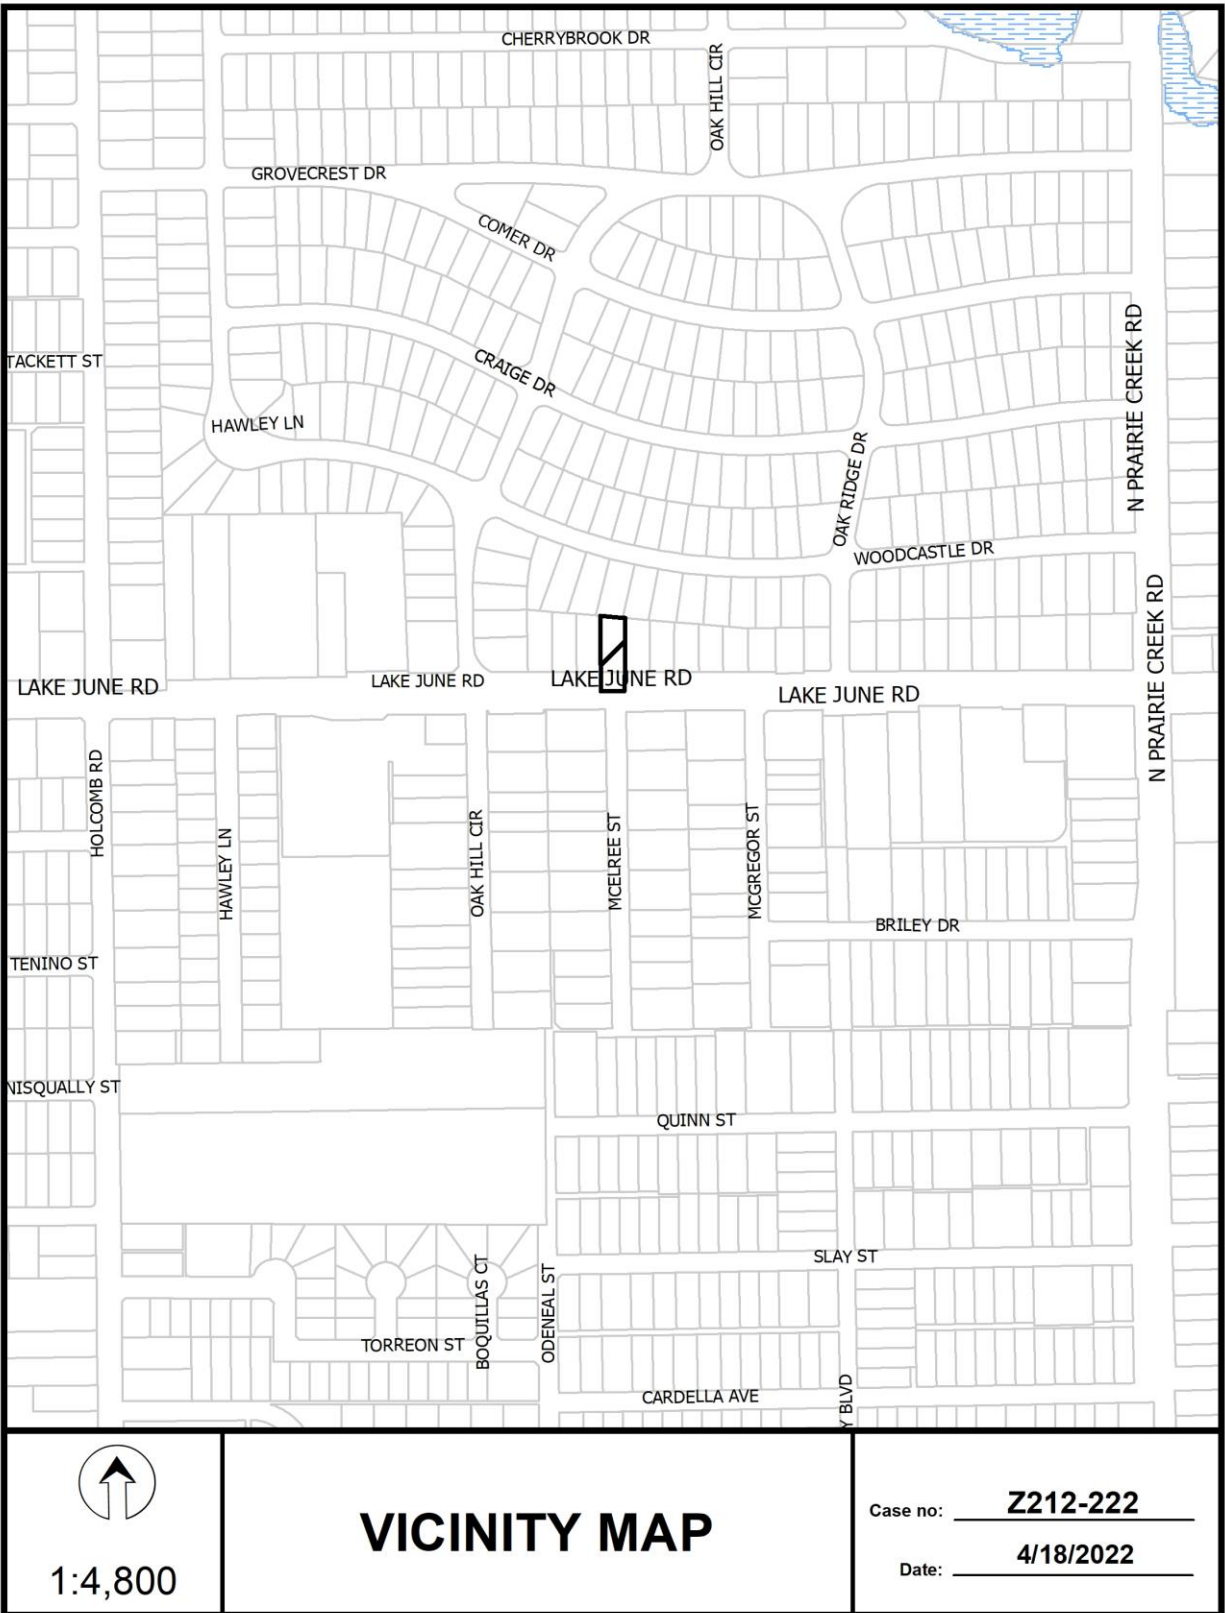 CHERRYBROOK DR
OAK HILL CIR
GROVECREST DR
COMER DR
N PRAIRIE CREEK RD
TACKETT ST
CRAIGE DR
HAWLEY LN
OAK RIDGE DR
WOODCASTLE DR
N PRAIRIE CREEK RD
LAKE JUNE RD
LAKE JUNE RD
LAKE JUNE RD
LAKE JUNE RD
HOLCOMB RD
HAWLEY LN
OAK HILL CIR
MCELREE ST
MCGREGOR ST
BRILEY DR
TENINO ST
NISQUALLY ST
QUINN ST
SLAY ST
BOQUILLAS CT
ODENEAL ST
TORREON ST
CARDELLA AVE
Y BLVD
1:4,800
VICINITY MAP
Case no: Z212-222
Date: 4/18/2022